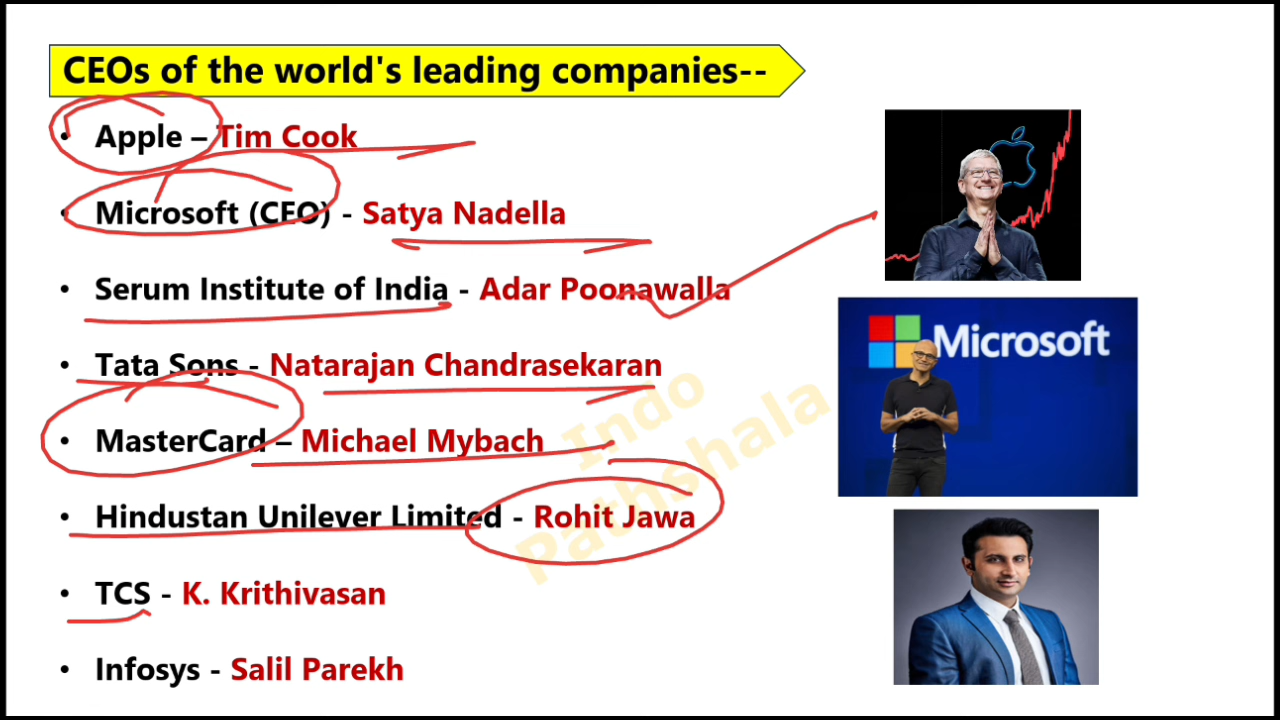 CEOs of the world's leading companies--
• Apple – Tim Cook
• Microsoft (CEO) - Satya Nadella
• Serum Institute of India - Adar Poonawalla
• Tata Sons - Natarajan Chandrasekaran
• MasterCard – Michael Mybach
• Hindustan Unilever Limited - Rohit Jawa
• TCS - K. Krithivasan
• Infosys - Salil Parekh
Indo
Pathshala
Microsoft